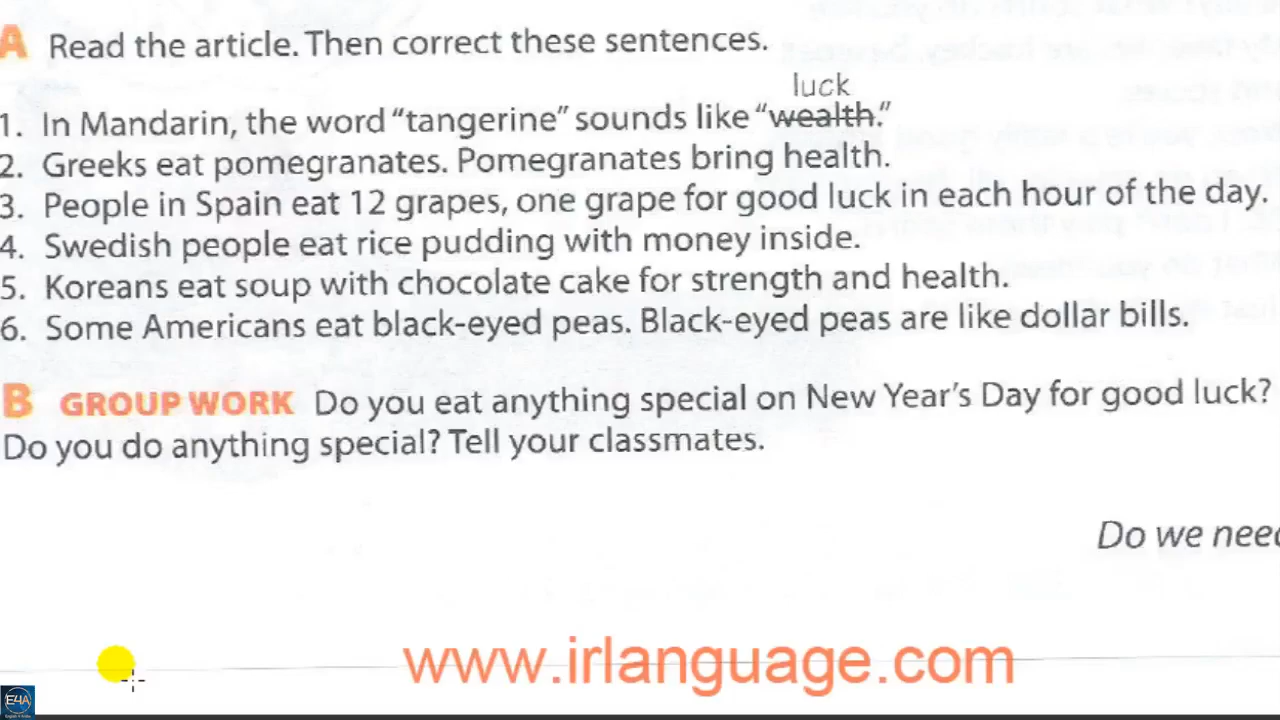 A Read the article. Then correct these sentences.
luck
1. In Mandarin, the word “tangerine” sounds like “wealth.”
2. Greeks eat pomegranates. Pomegranates bring health.
3. People in Spain eat 12 grapes, one grape for good luck in each hour of the day.
4. Swedish people eat rice pudding with money inside.
5. Koreans eat soup with chocolate cake for strength and health.
6. Some Americans eat black-eyed peas. Black-eyed peas are like dollar bills.
B GROUP WORK Do you eat anything special on New Year’s Day for good luck?
Do you do anything special? Tell your classmates.
Do we need
www.irlanguage.com
E4A